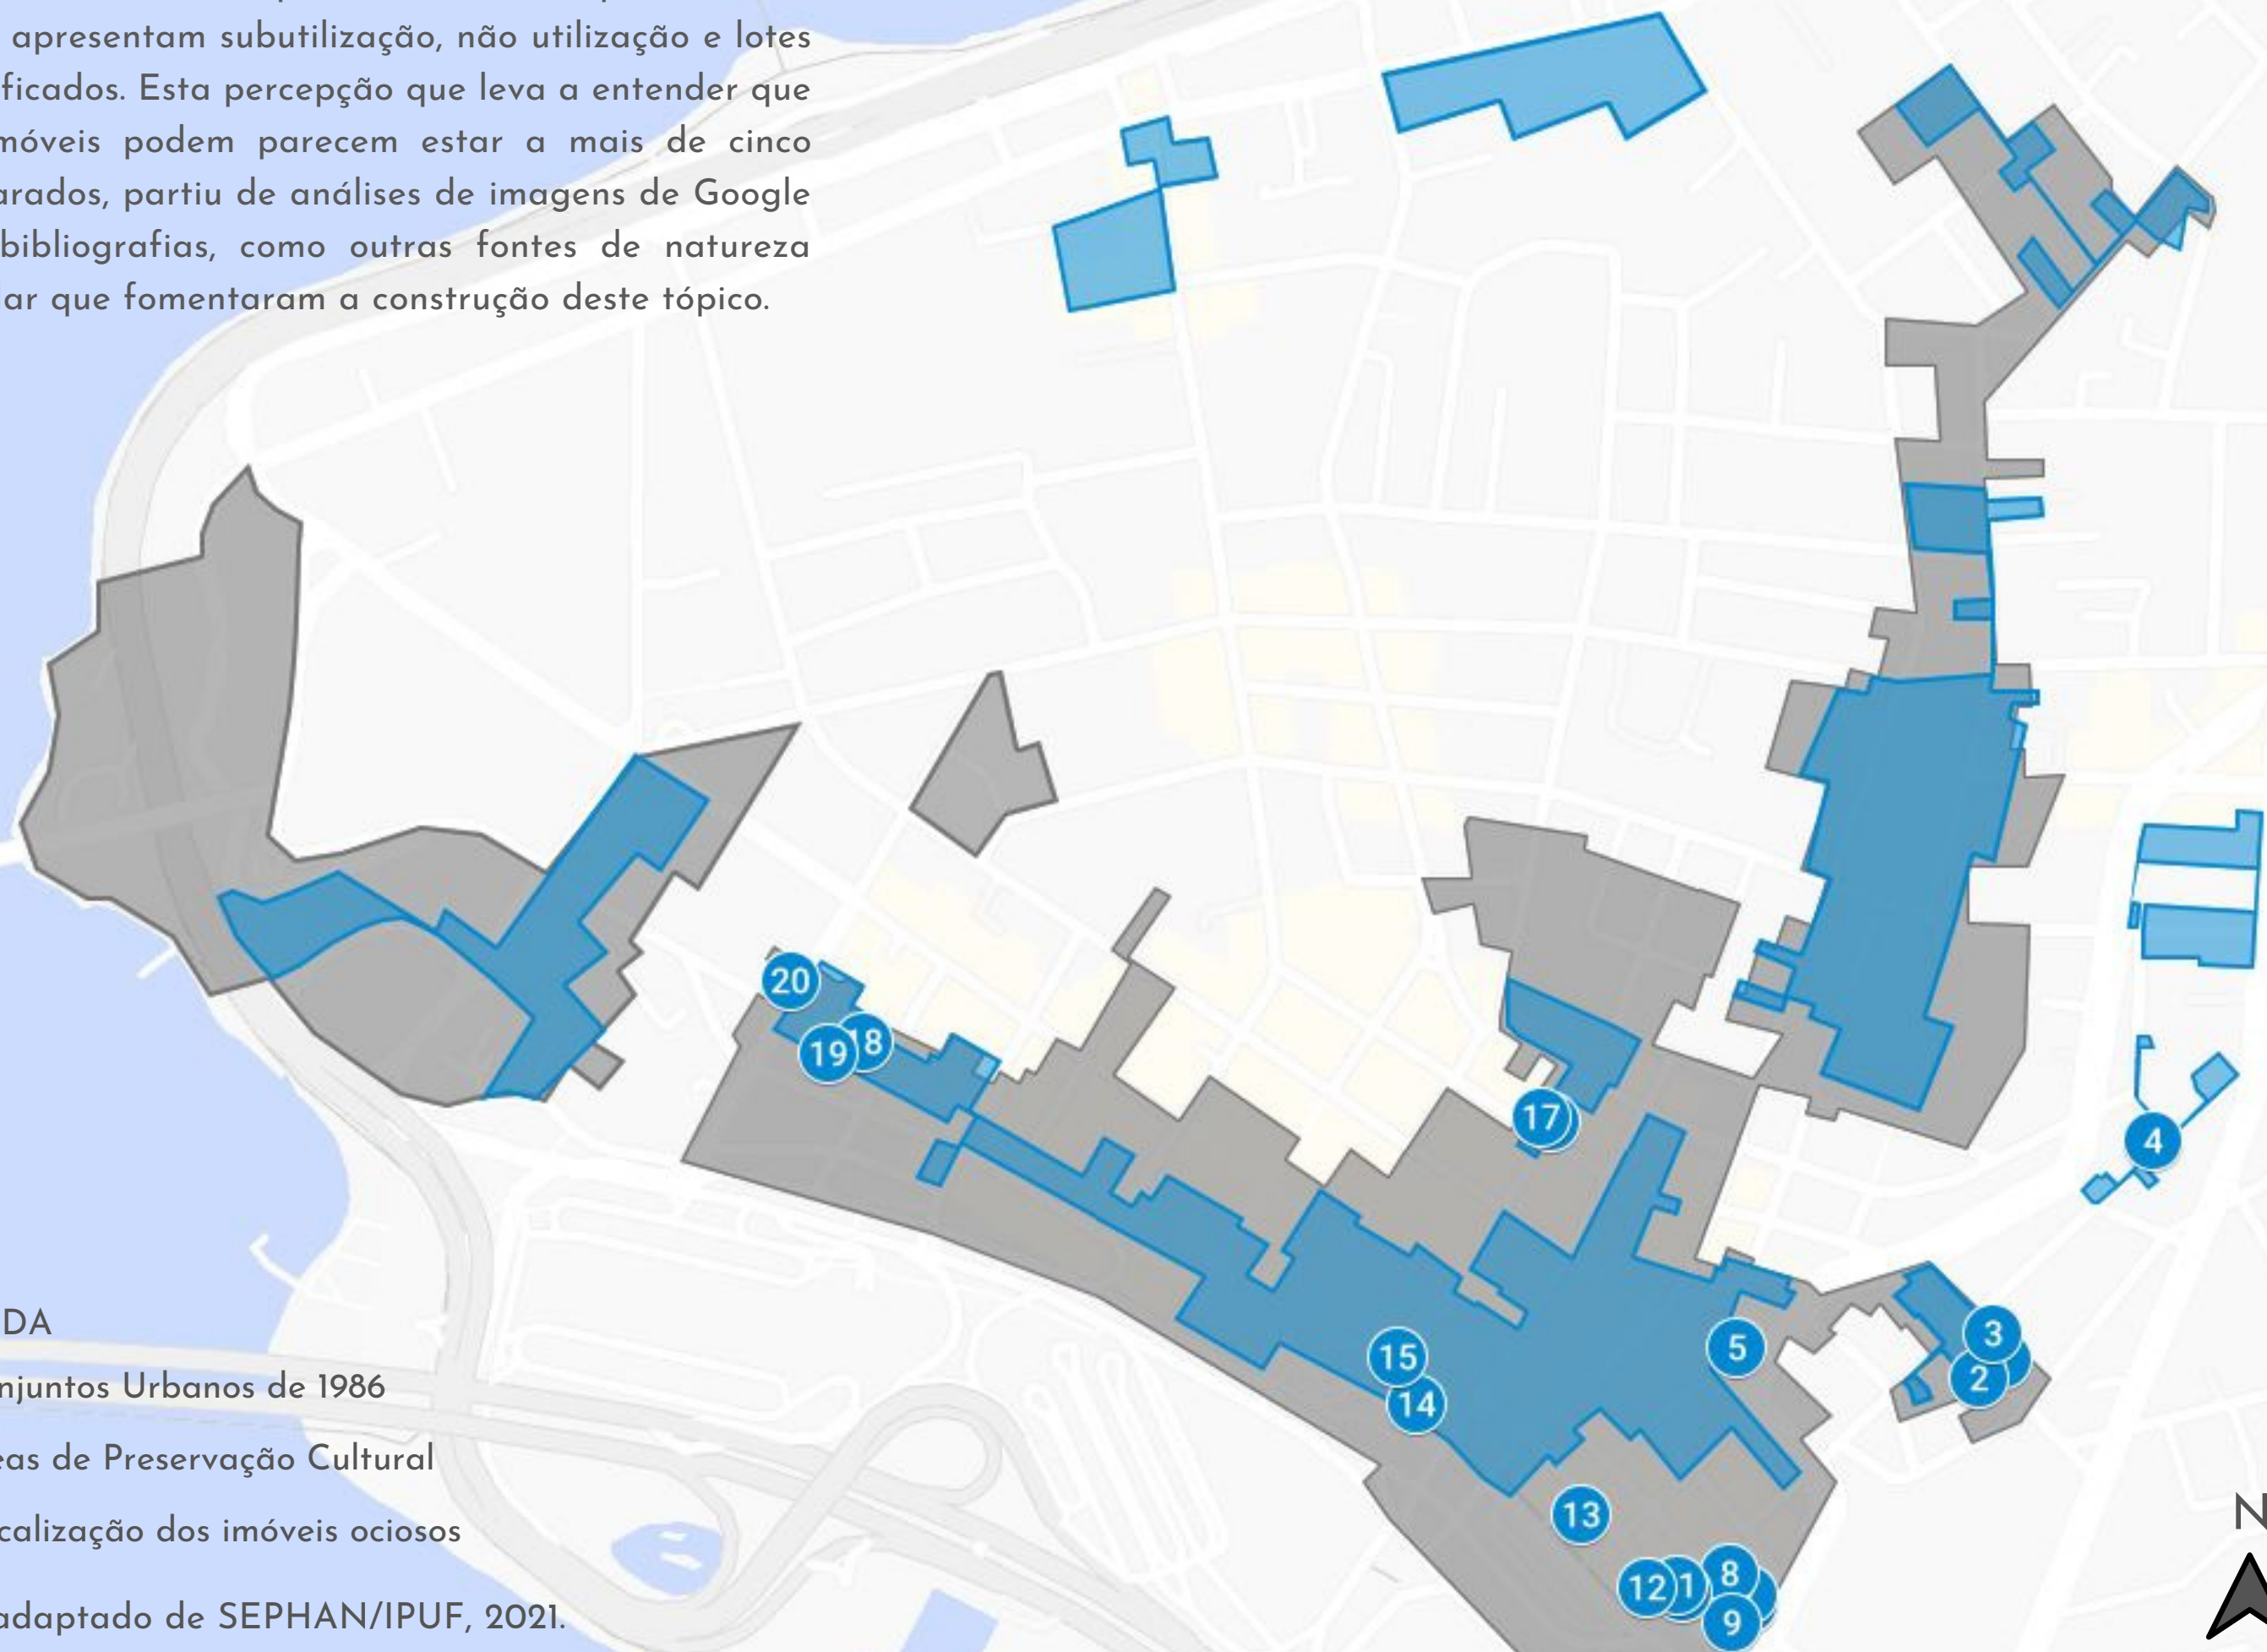 apresentam subutilização, não utilização e lotes
ficados. Esta percepção que leva a entender que
móveis podem parecem estar a mais de cinco
arados, partiu de análises de imagens de Google
bibliografias, como outras fontes de natureza
lar que fomentaram a construção deste tópico.
20
19
18
17
4
3
2
5
15
14
13
12
1
8
9
DA
njuntos Urbanos de 1986
eas de Preservação Cultural
calização dos imóveis ociosos
adaptado de SEPHAN/IPUF, 2021.
N